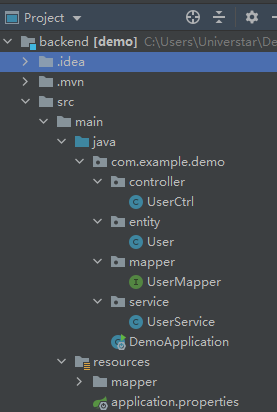 Project
backend [demo] C:\Users\Universtar\De
.idea
.mvn
src
main
java
com.example.demo
controller
UserCtrl
entity
User
mapper
UserMapper
service
UserService
DemoApplication
resources
mapper
application.properties